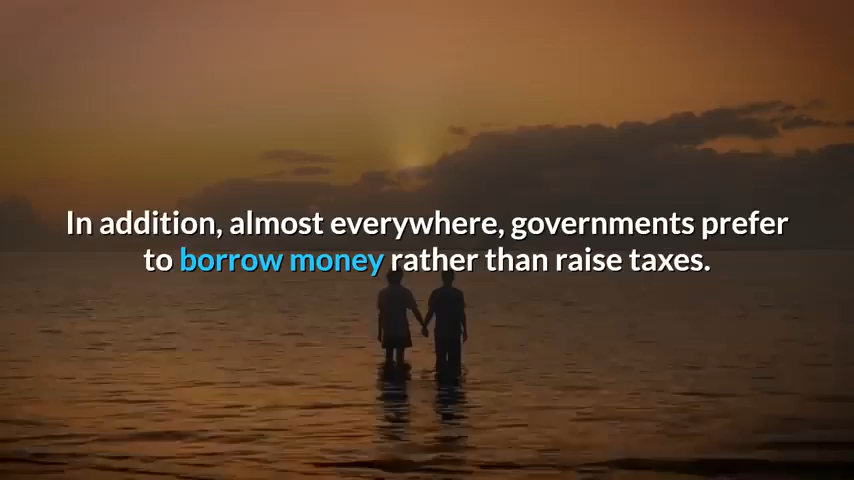 In addition, almost everywhere, governments prefer
to borrow money rather than raise taxes.